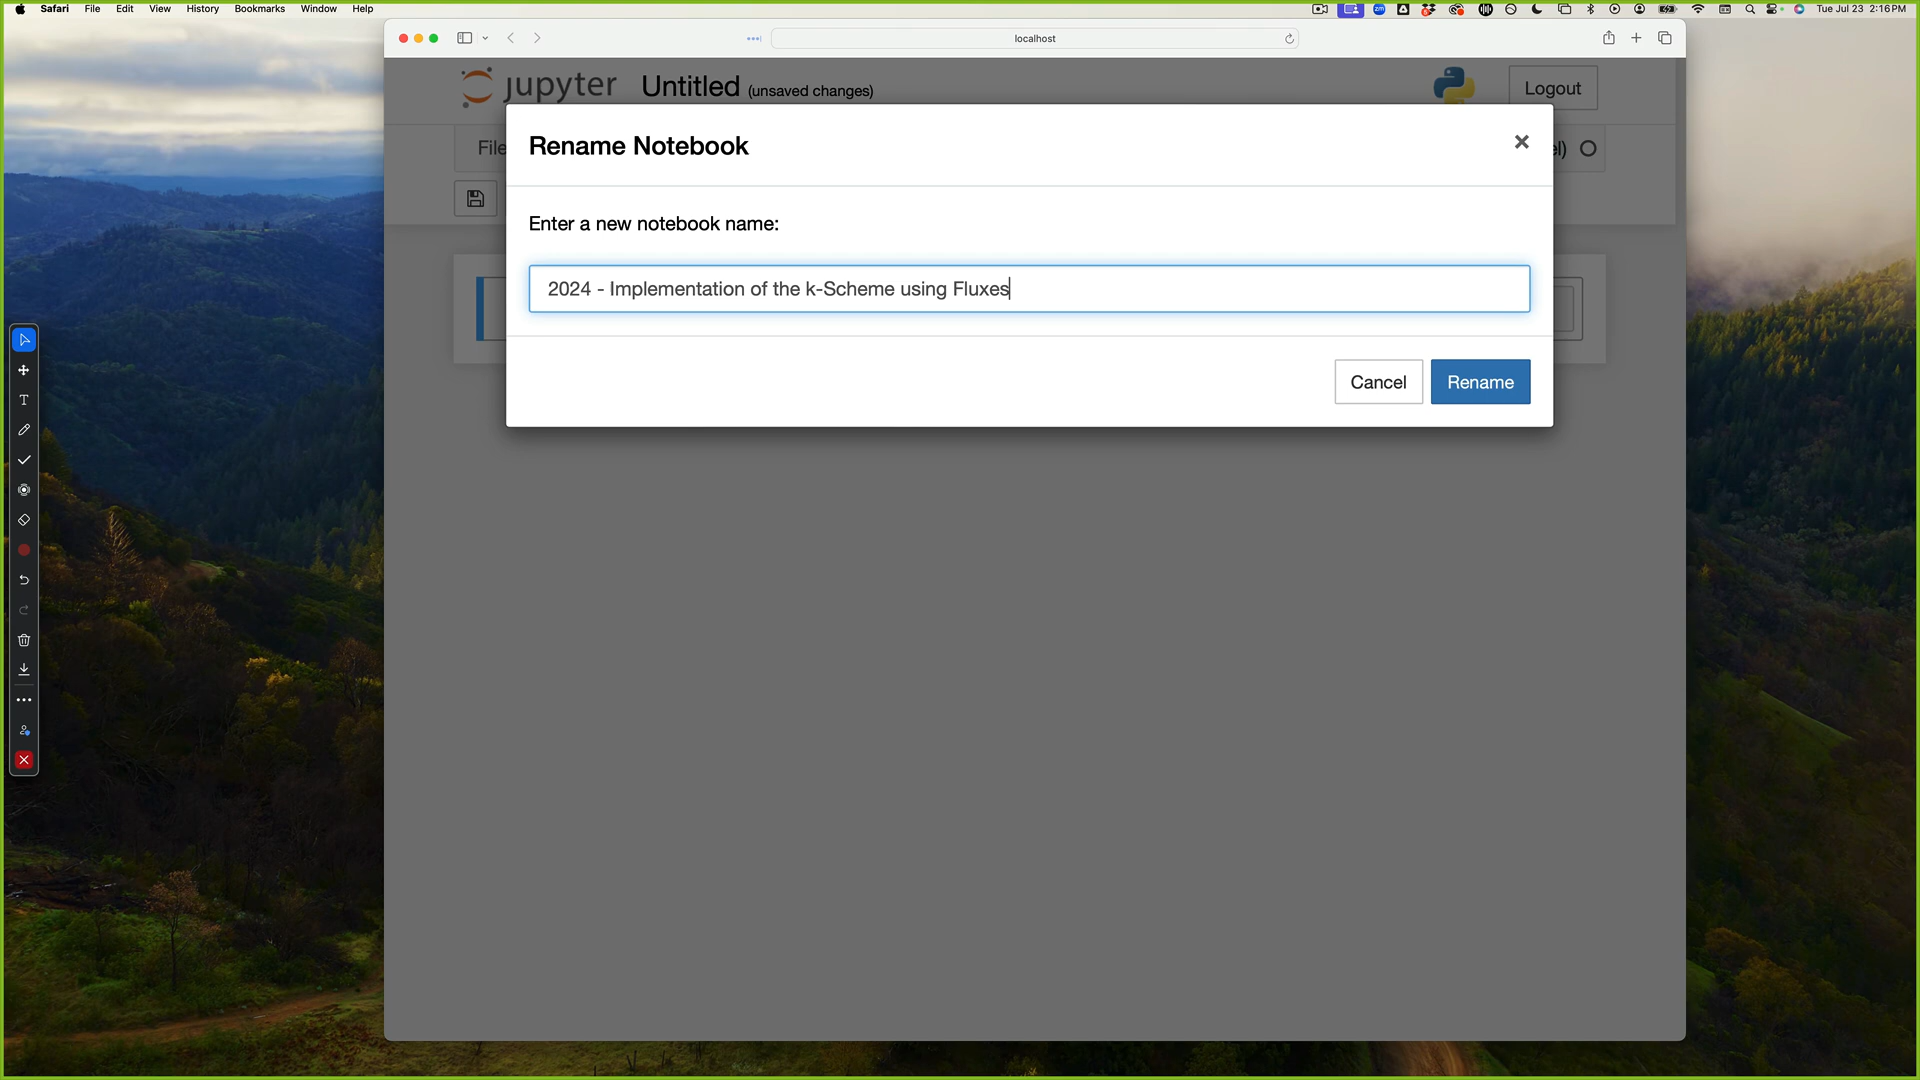 Safari File Edit View History Bookmarks Window Help Tue Jul 23 2:16 PM
localhost
jupyter Untitled (unsaved changes) Logout
Rename Notebook
File
Enter a new notebook name:
2024 - Implementation of the k-Scheme using Fluxes
Cancel Rename